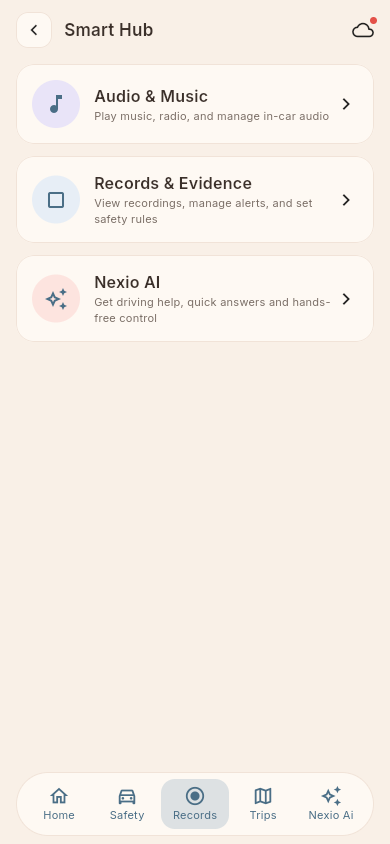 Smart Hub
Audio & Music
Play music, radio, and manage in-car audio
Records & Evidence
View recordings, manage alerts, and set
safety rules
Nexio AI
Get driving help, quick answers and hands-
free control
Home
Safety
Records
Trips
Nexio Ai